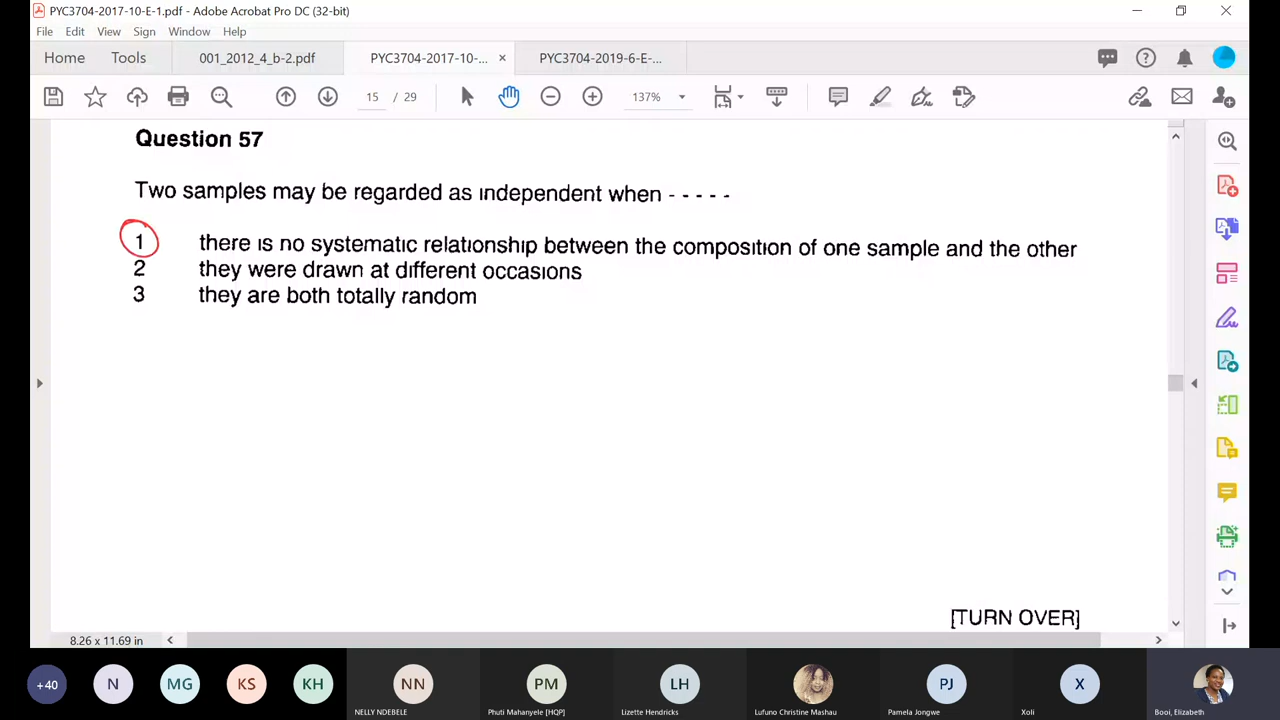 PYC3704-2017-10-E-1.pdf - Adobe Acrobat Pro DC (32-bit)
File Edit View Sign Window Help
Home Tools 001_2012_4_b-2.pdf PYC3704-2017-10-... × PYC3704-2019-6-E-...
15 / 29 137%
Question 57
Two samples may be regarded as independent when - - - - -
1 there is no systematic relationship between the composition of one sample and the other
2 they were drawn at different occasions
3 they are both totally random
[TURN OVER]
8.26 x 11.69 in
+40 N MG KS KH NN PM LH PJ X
NELLY NDEBELE Phuti Mahanyele [HQP] Lizette Hendricks Lufuno Christine Mashau Pamela Jongwe Xoli Booi, Elizabeth